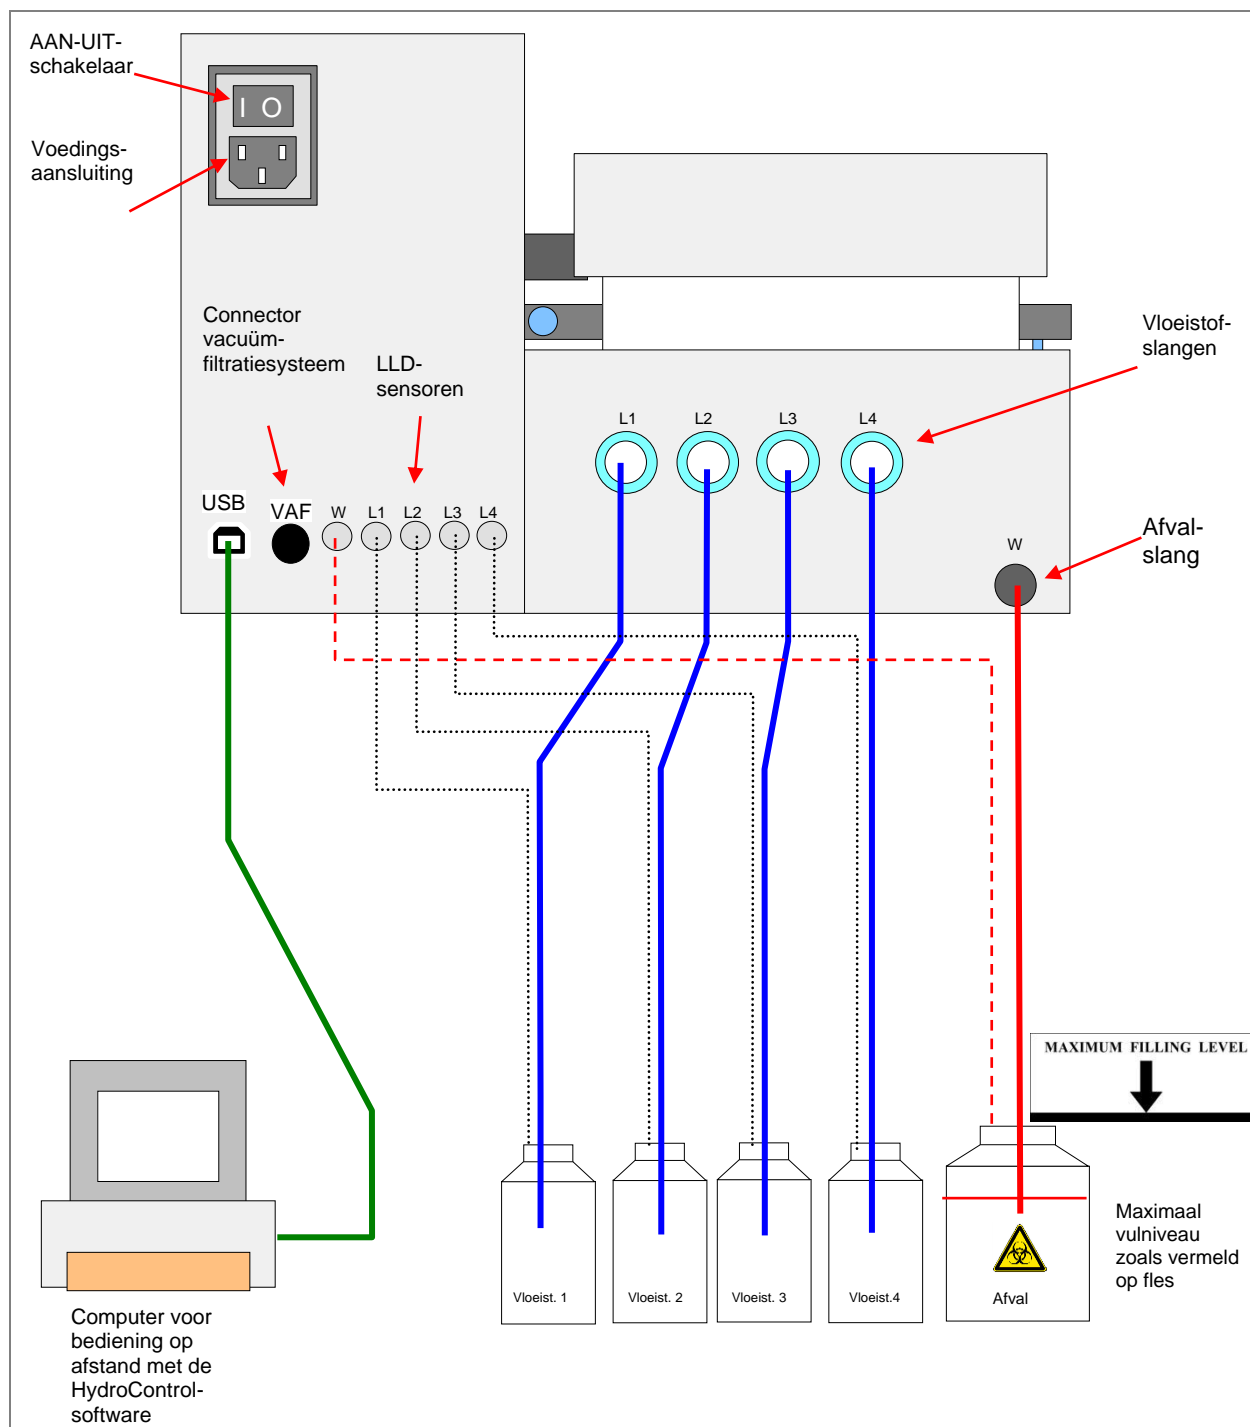 AAN-UIT-
schakelaar
I O
Voedings-
aansluiting
Connector
vacuüm-
filtratiesysteem
LLD-
sensoren
Vloeistof-
slangen
L1
L2
L3
L4
USB
VAF
W
L1
L2
L3
L4
W
Afval-
slang
MAXIMUM FILLING LEVEL
Maximaal
vulniveau
zoals vermeld
op fles
Vloeist. 1
Vloeist. 2
Vloeist. 3
Vloeist.4
Afval
Computer voor
bediening op
afstand met de
HydroControl-
software